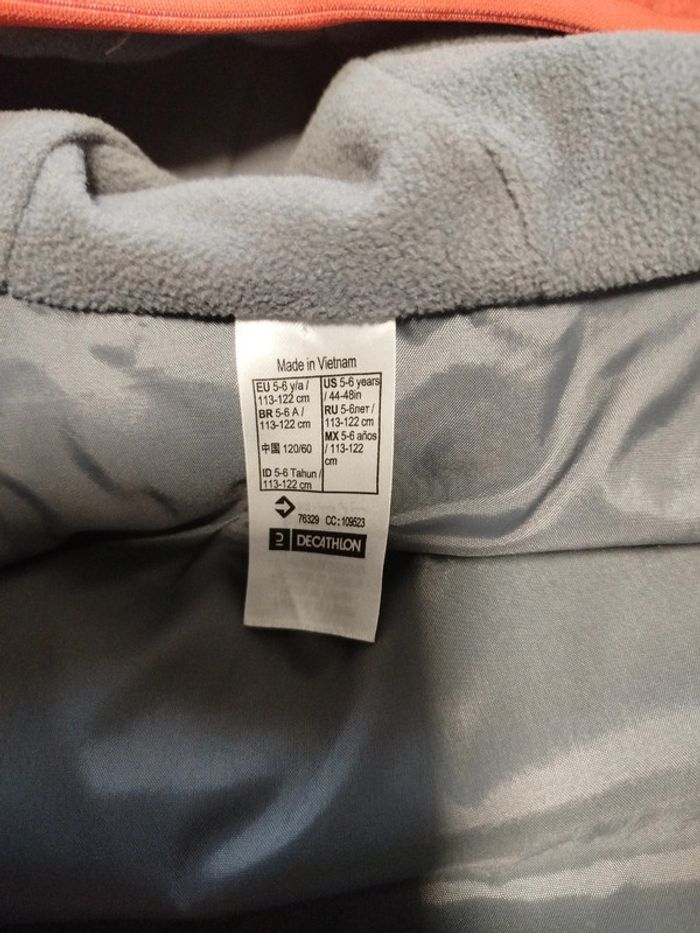 Made in Vietnam
EU 5-6 y/a /
113-122 cm
BR 5-6 A /
113-122 cm
中国 120/60
ID 5-6 Tahun /
113-122 cm
US 5-6 years
/ 44-48in
RU 5-6лет /
113-122 cm
MX 5-6 años
/ 113-122
cm
76329 CC:109523
DECATHLON